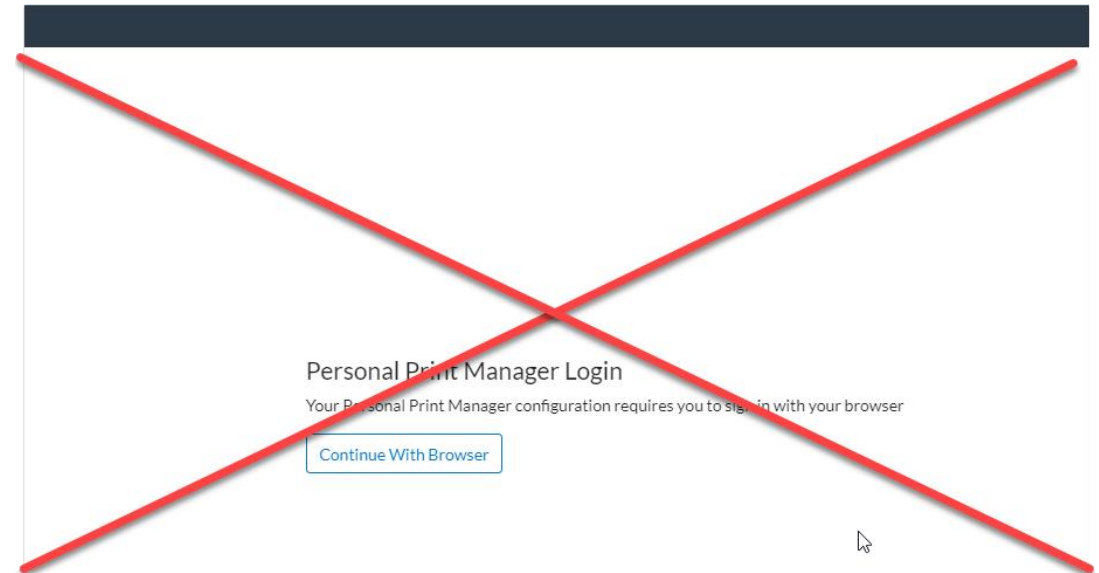 Personal Print Manager Login
Your Personal Print Manager configuration requires you to sign in with your browser
Continue With Browser